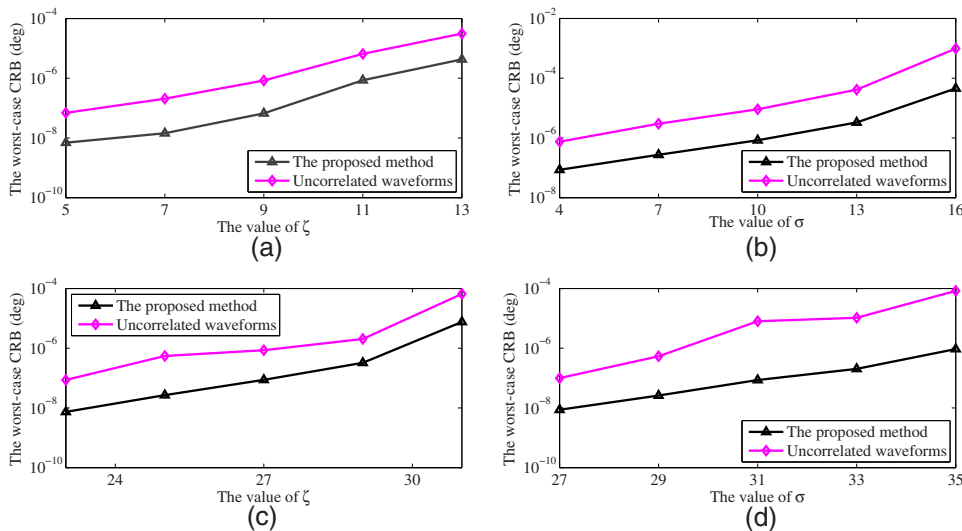 The worst-case CRB (deg)
10⁻⁴
10⁻⁶
10⁻⁸
10⁻¹⁰
The proposed method
Uncorrelated waveforms
5 7 9 11 13
The value of ζ
(a)
The worst-case CRB (deg)
10⁻²
10⁻⁴
10⁻⁶
10⁻⁸
The proposed method
Uncorrelated waveforms
4 7 10 13 16
The value of σ
(b)
The worst-case CRB (deg)
10⁻⁴
10⁻⁶
10⁻⁸
10⁻¹⁰
The proposed method
Uncorrelated waveforms
24 27 30
The value of ζ
(c)
The worst-case CRB (deg)
10⁻⁴
10⁻⁶
10⁻⁸
10⁻¹⁰
The proposed method
Uncorrelated waveforms
27 29 31 33 35
The value of σ
(d)